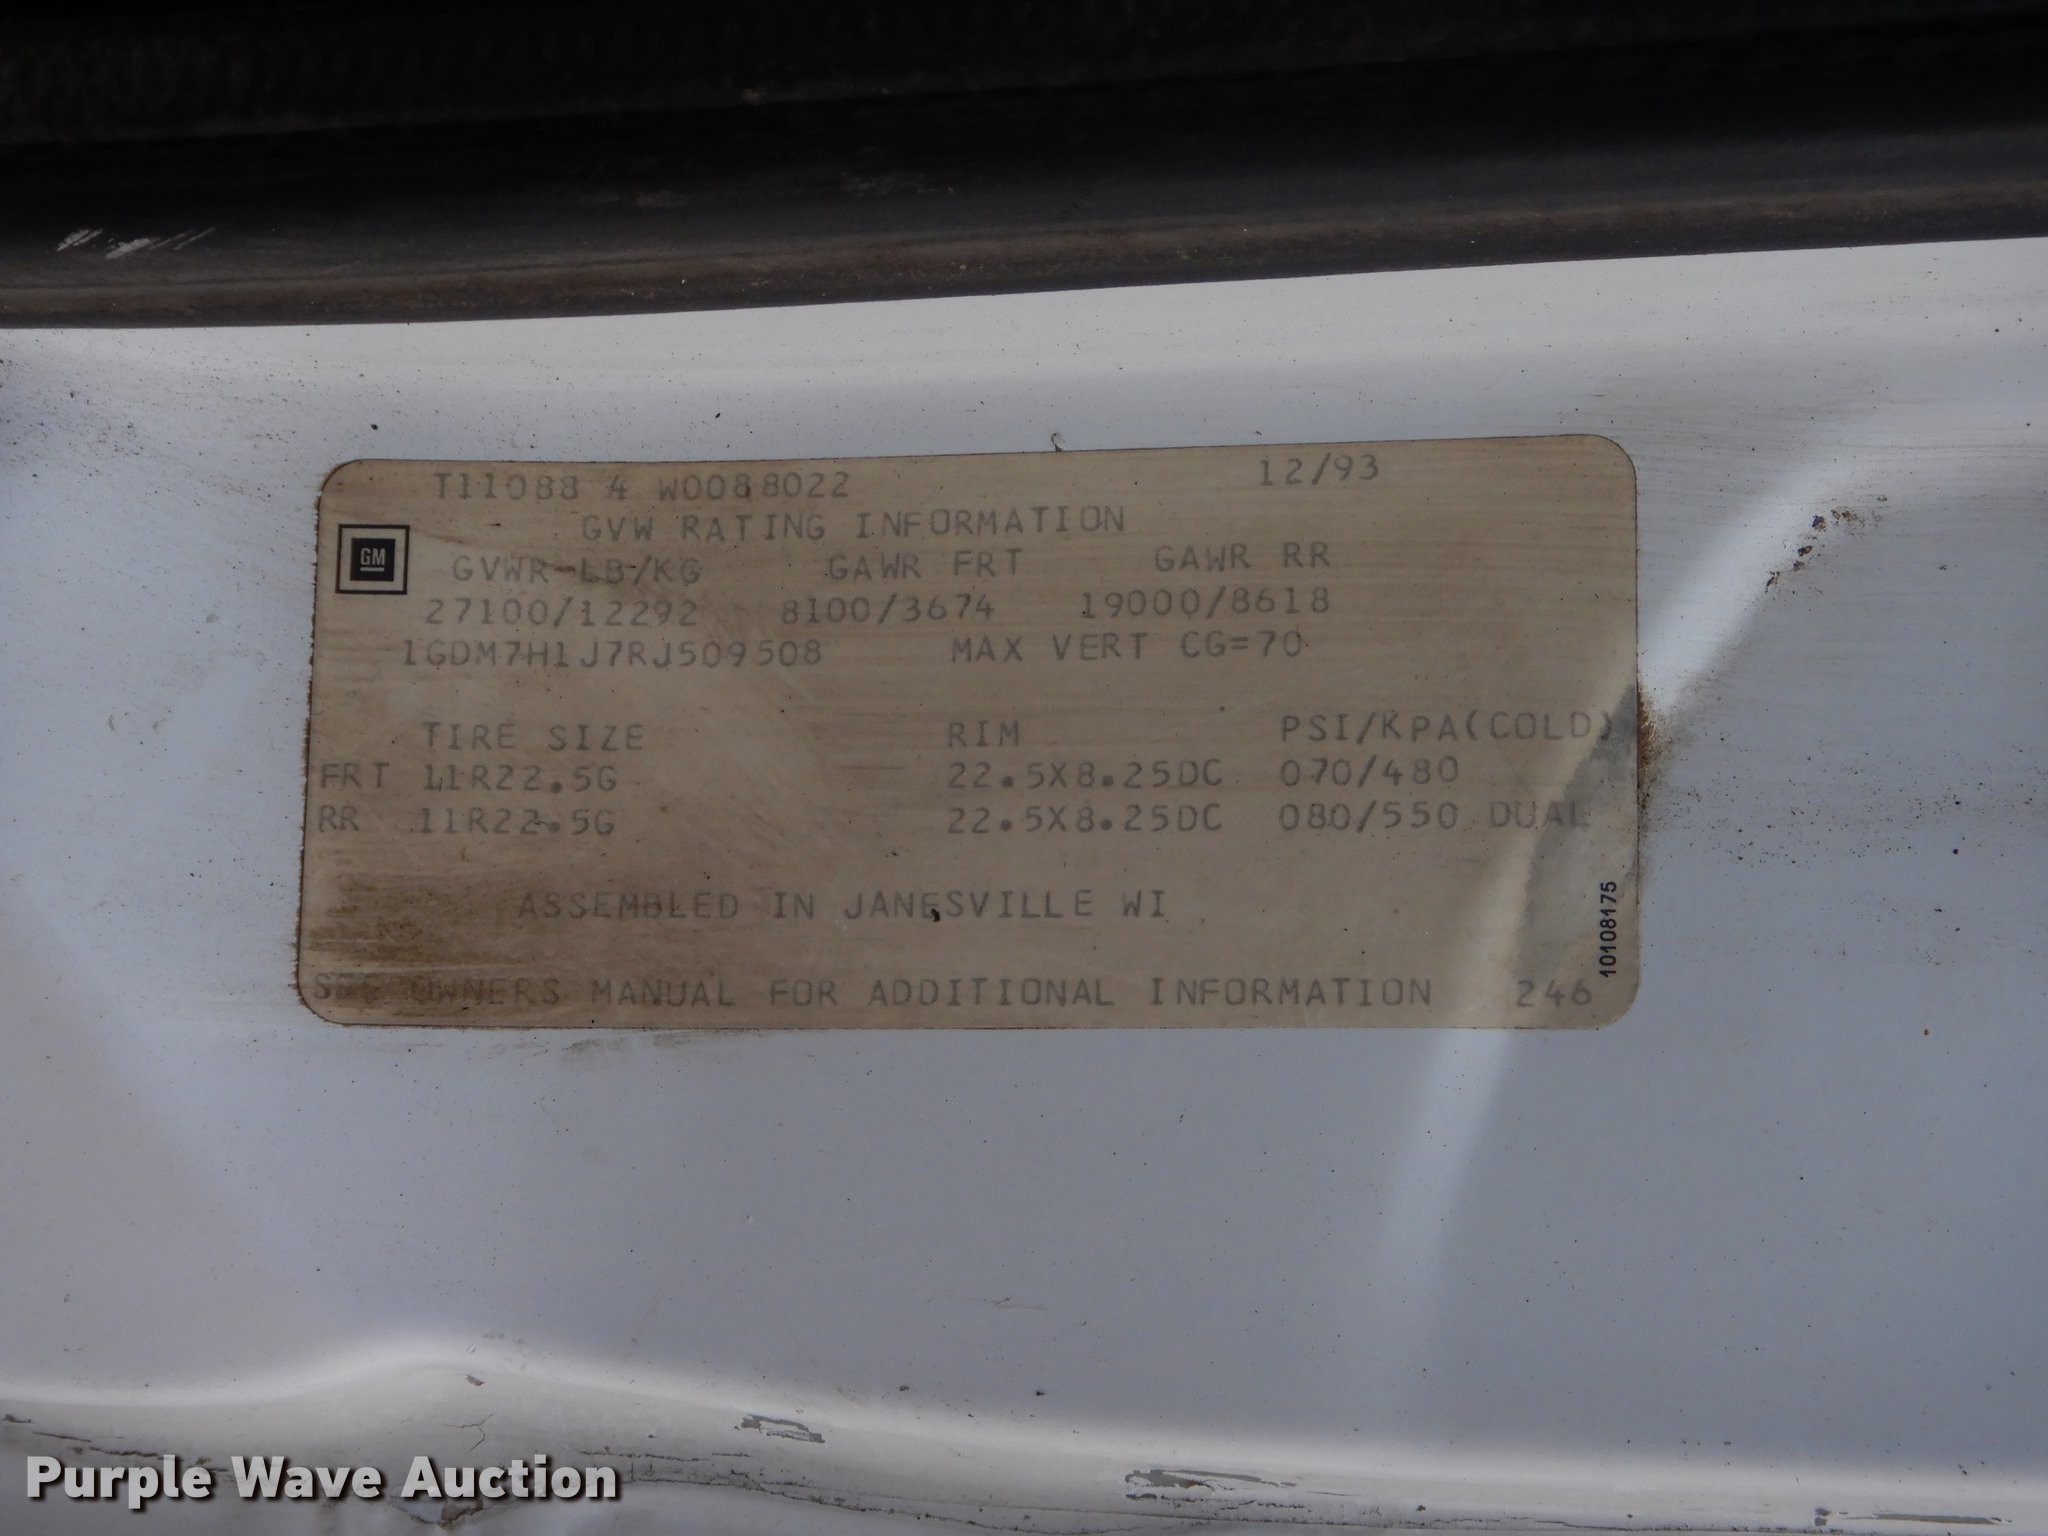 T11088 4 W0088022 12/93
GVW RATING INFORMATION
GM
GVWR-LB/KG GAWR FRT GAWR RR
27100/12292 8100/3674 19000/8618
1GDM7H1J7RJ509508 MAX VERT CG=70
TIRE SIZE RIM PSI/KPA(COLD)
FRT 11R22.5G 22.5X8.25DC 070/480
RR 11R22.5G 22.5X8.25DC 080/550 DUAL
ASSEMBLED IN JANESVILLE WI
10108175
SEE OWNERS MANUAL FOR ADDITIONAL INFORMATION 246
Purple Wave Auction